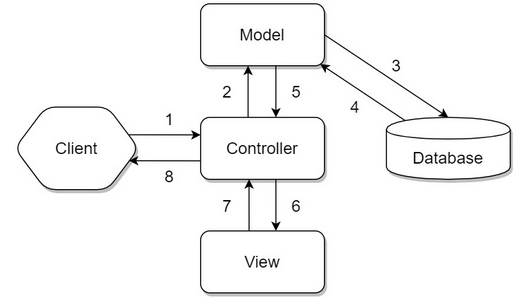 Model
3
2
5
4
1
Client
Controller
Database
8
7
6
View